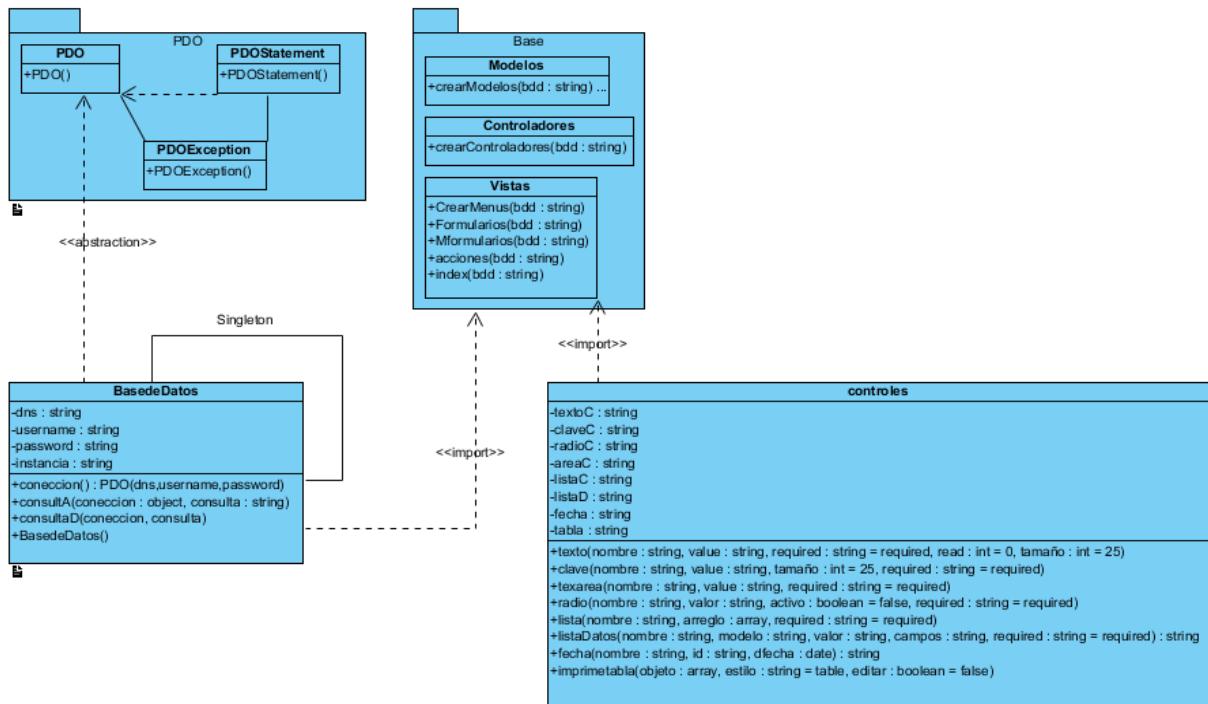 PDO
PDO
+PDO()
PDOStatement
+PDOStatement()
PDOException
+PDOException()
Base
Modelos
+crearModelos(bdd : string) ...
Controladores
+crearControladores(bdd : string)
Vistas
+CrearMenus(bdd : string)
+Formularios(bdd : string)
+Mformularios(bdd : string)
+acciones(bdd : string)
+index(bdd : string)
<<abstraction>>
Singleton
<<import>>
<<import>>
BasedeDatos
-dns : string
-username : string
-password : string
-instancia : string
+coneccion() : PDO(dns,username,password)
+consultA(coneccion : object, consulta : string)
+consultaD(coneccion, consulta)
+BasedeDatos()
controles
-textoC : string
-claveC : string
-radioC : string
-areaC : string
-listaC : string
-listaD : string
-fecha : string
-tabla : string
+texto(nombre : string, value : string, required : string = required, read : int = 0, tamaño : int = 25)
+clave(nombre : string, value : string, tamaño : int = 25, required : string = required)
+texarea(nombre : string, value : string, required : string = required)
+radio(nombre : string, valor : string, activo : boolean = false, required : string = required)
+lista(nombre : string, arreglo : array, required : string = required)
+listaDatos(nombre : string, modelo : string, valor : string, campos : string, required : string = required) : string
+fecha(nombre : string, id : string, dfecha : date) : string
+imprimetabla(objeto : array, estilo : string = table, editar : boolean = false)